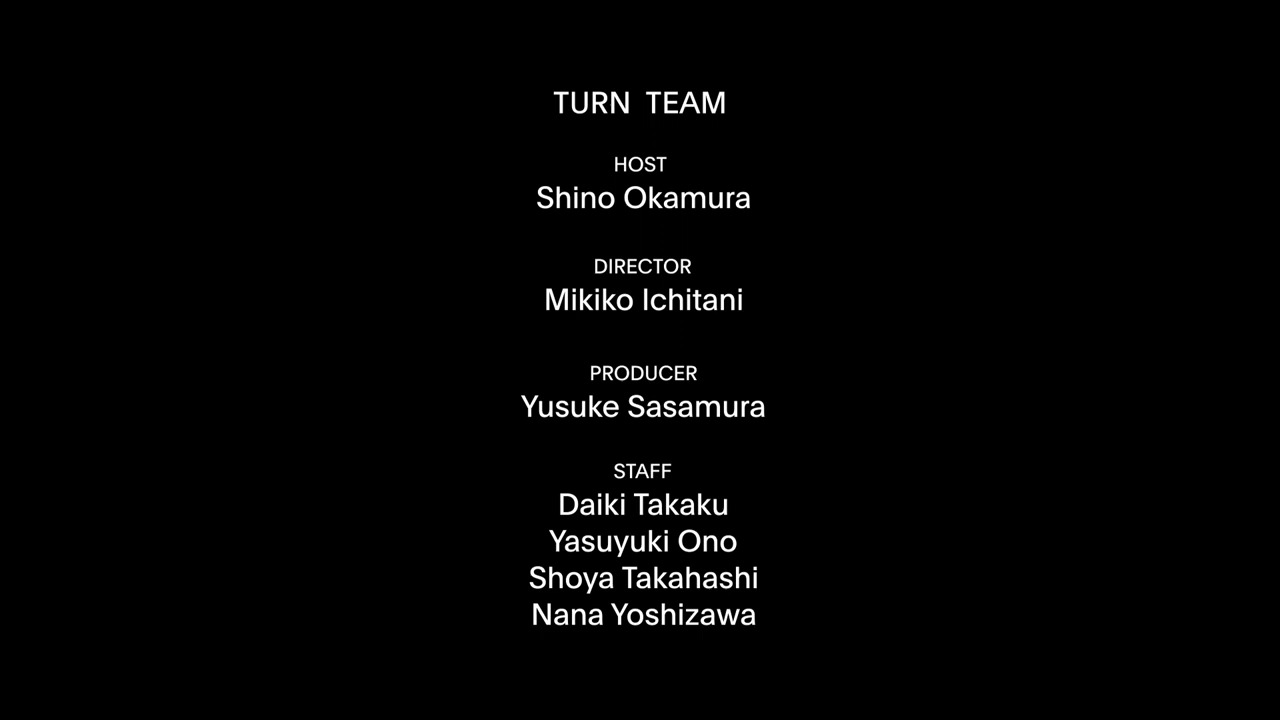 TURN TEAM
HOST
Shino Okamura
DIRECTOR
Mikiko Ichitani
PRODUCER
Yusuke Sasamura
STAFF
Daiki Takaku
Yasuyuki Ono
Shoya Takahashi
Nana Yoshizawa